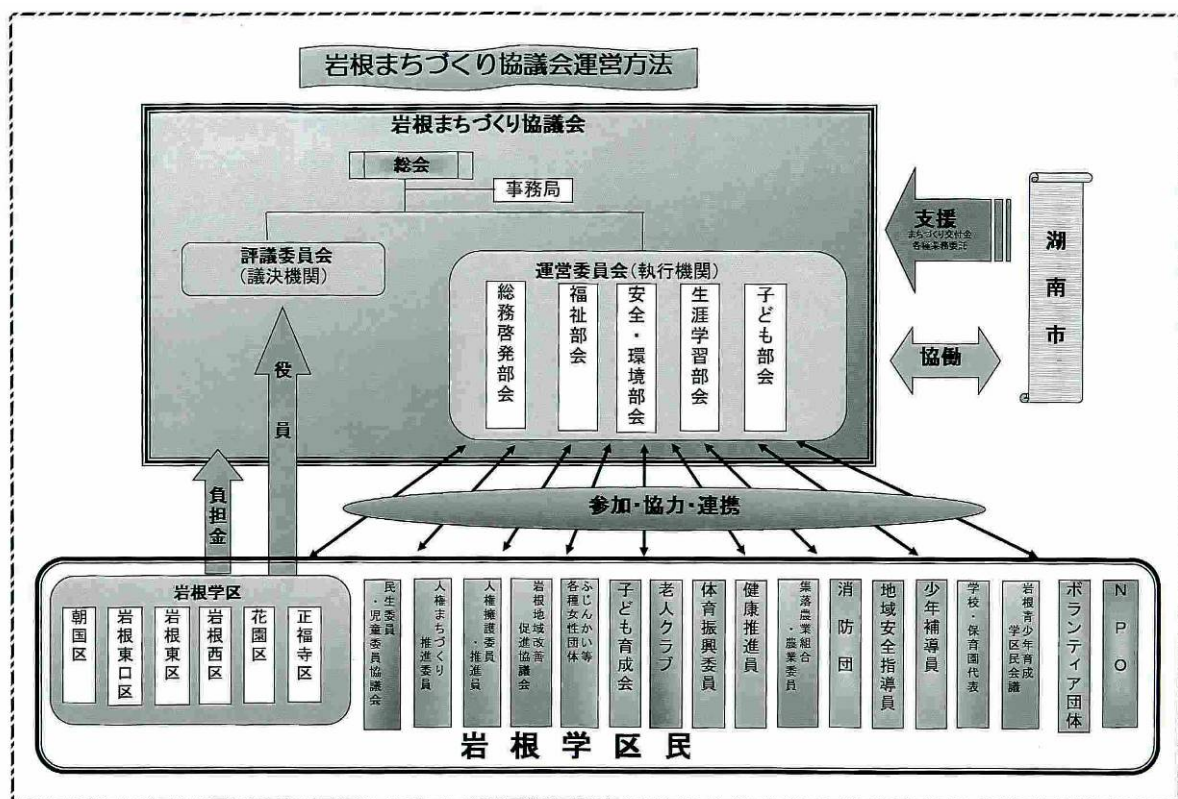 岩根まちづくり協議会運営方法
岩根まちづくり協議会
総会
事務局
評議委員会
(議決機関)
運営委員会(執行機関)
総務啓発部会
福祉部会
安全・環境部会
生涯学習部会
子ども部会
支援
まちづくり交付金
各種業務委託
協働
湖南市
役員
負担金
参加・協力・連携
岩根学区
朝国区
岩根東口区
岩根東区
岩根西区
花園区
正福寺区
民生委員
・児童委員協議会
人権まちづくり
推進委員
人権擁護委員
・推進員
岩根地域改善
促進協議会
ふじんかい等
各種女性団体
子ども育成会
老人クラブ
体育振興委員
健康推進員
集落農業組合
・農業委員
消防団
地域安全指導員
少年補導員
学校・保育園代表
岩根青少年育成
学区民会議
ボランティア団体
NPO
岩根学区民